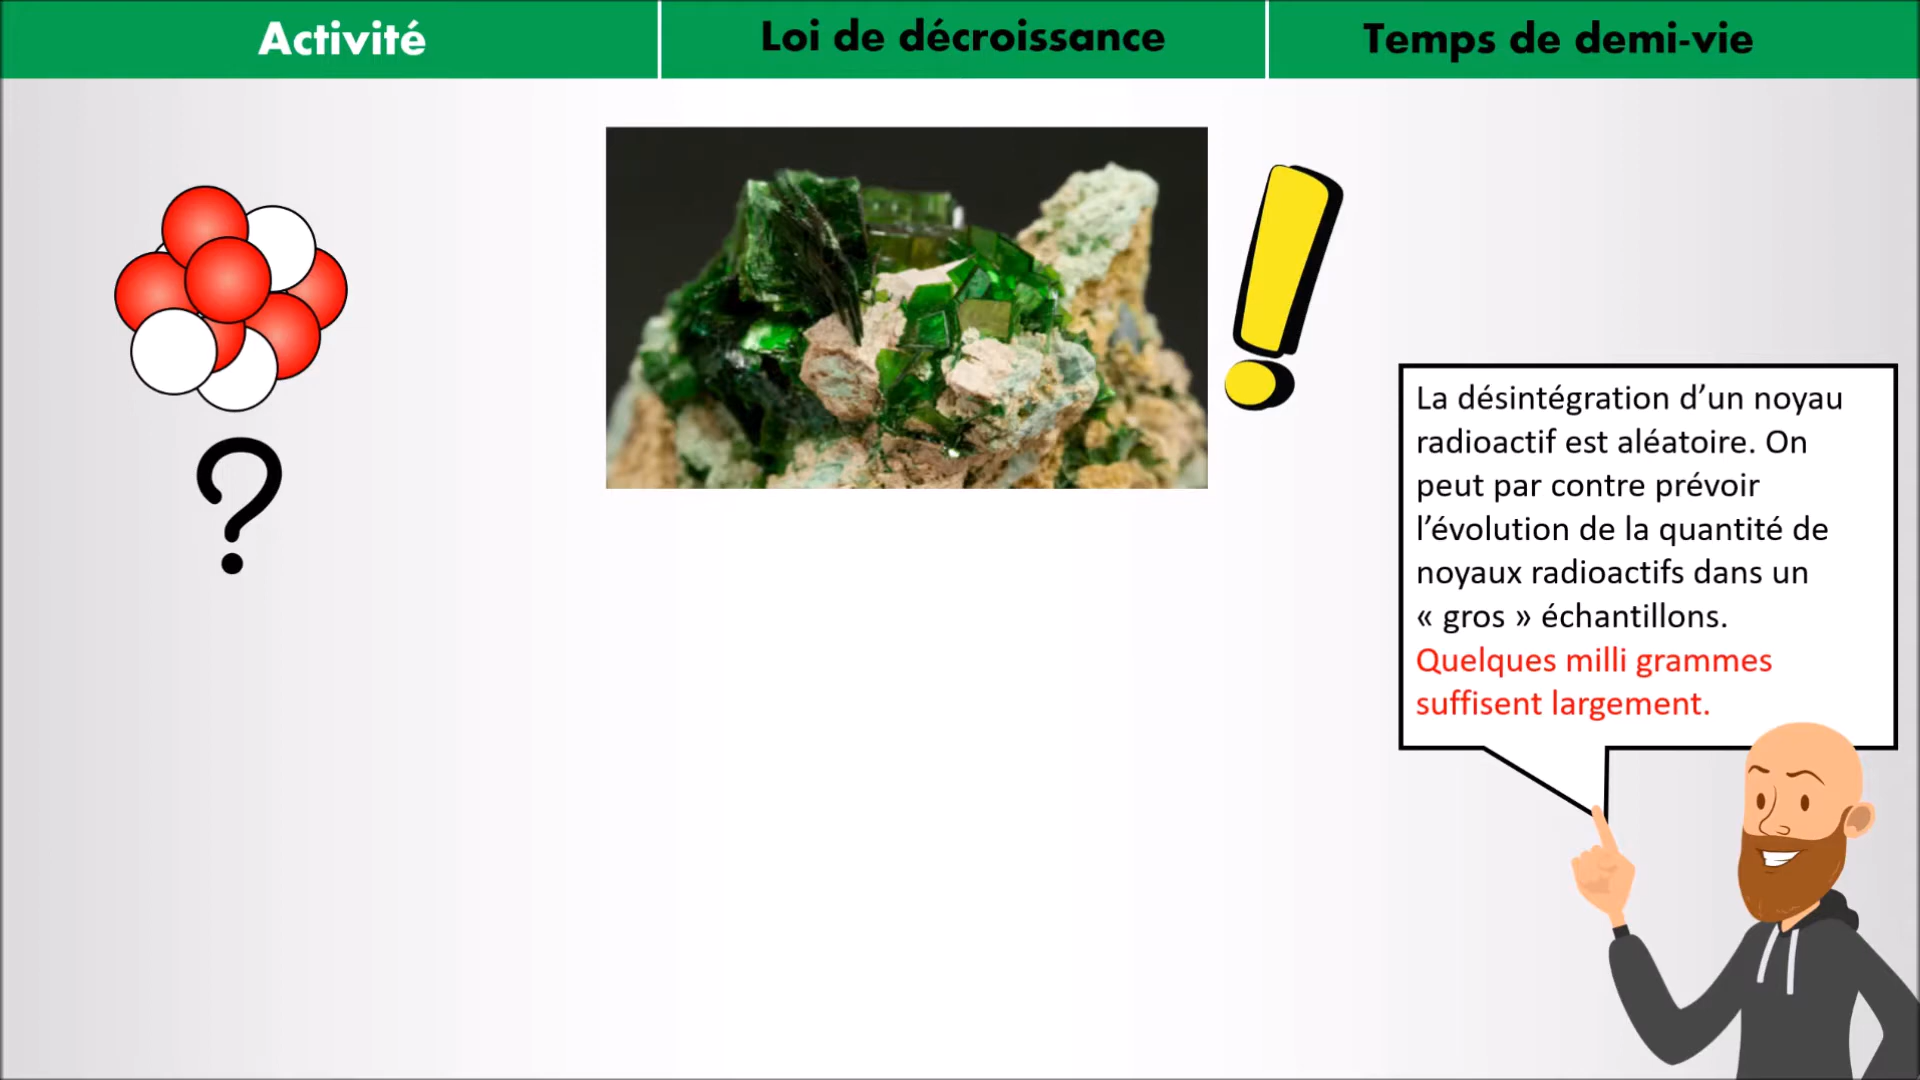 Activité
Loi de décroissance
Temps de demi-vie
La désintégration d’un noyau
radioactif est aléatoire. On
peut par contre prévoir
l’évolution de la quantité de
noyaux radioactifs dans un
« gros » échantillons.
Quelques milli grammes
suffisent largement.
?
!